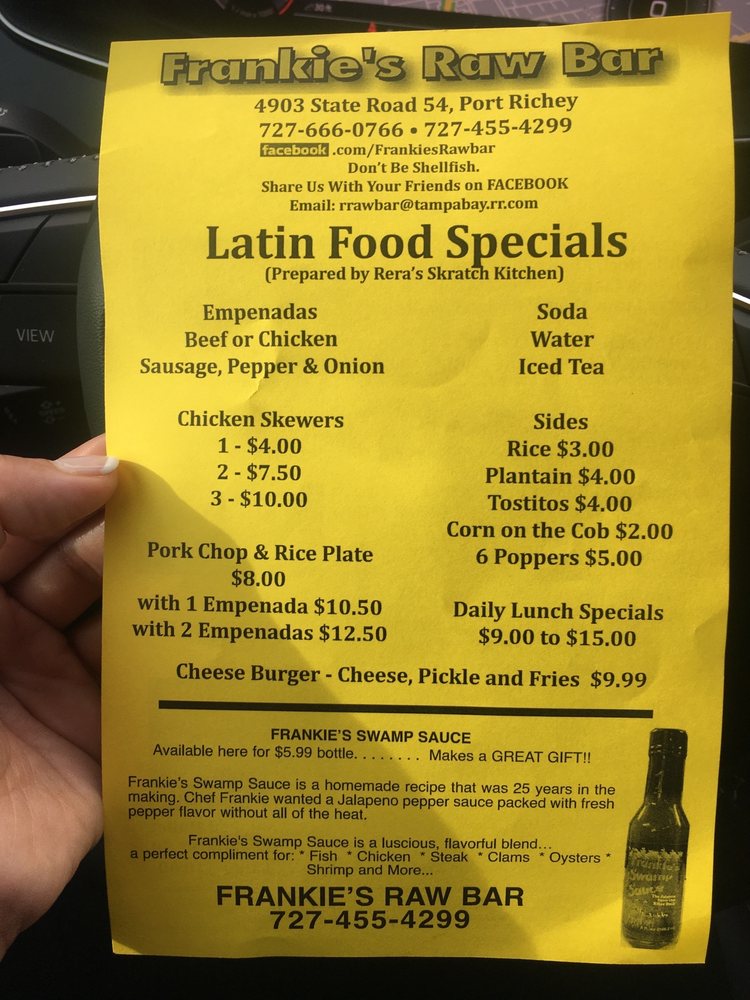 Frankie's Raw Bar
4903 State Road 54, Port Richey
727-666-0766 • 727-455-4299
facebook.com/FrankiesRawbar
Don't Be Shellfish.
Share Us With Your Friends on FACEBOOK
Email: rrawbar@tampabay.rr.com
Latin Food Specials
(Prepared by Rera's Skratch Kitchen)
Empenadas
Beef or Chicken
Sausage, Pepper & Onion
Chicken Skewers
1 - $4.00
2 - $7.50
3 - $10.00
Pork Chop & Rice Plate
$8.00
with 1 Empenada $10.50
with 2 Empenadas $12.50
Soda
Water
Iced Tea
Sides
Rice $3.00
Plantain $4.00
Tostitos $4.00
Corn on the Cob $2.00
6 Poppers $5.00
Daily Lunch Specials
$9.00 to $15.00
Cheese Burger - Cheese, Pickle and Fries $9.99
FRANKIE'S SWAMP SAUCE
Available here for $5.99 bottle........ Makes a GREAT GIFT!!
Frankie's Swamp Sauce is a homemade recipe that was 25 years in the
making. Chef Frankie wanted a Jalapeno pepper sauce packed with fresh
pepper flavor without all of the heat.
Frankie's Swamp Sauce is a luscious, flavorful blend...
a perfect compliment for: * Fish * Chicken * Steak * Clams * Oysters *
Shrimp and More...
FRANKIE'S RAW BAR
727-455-4299
Frankie's
Swamp
Sauce
VIEW